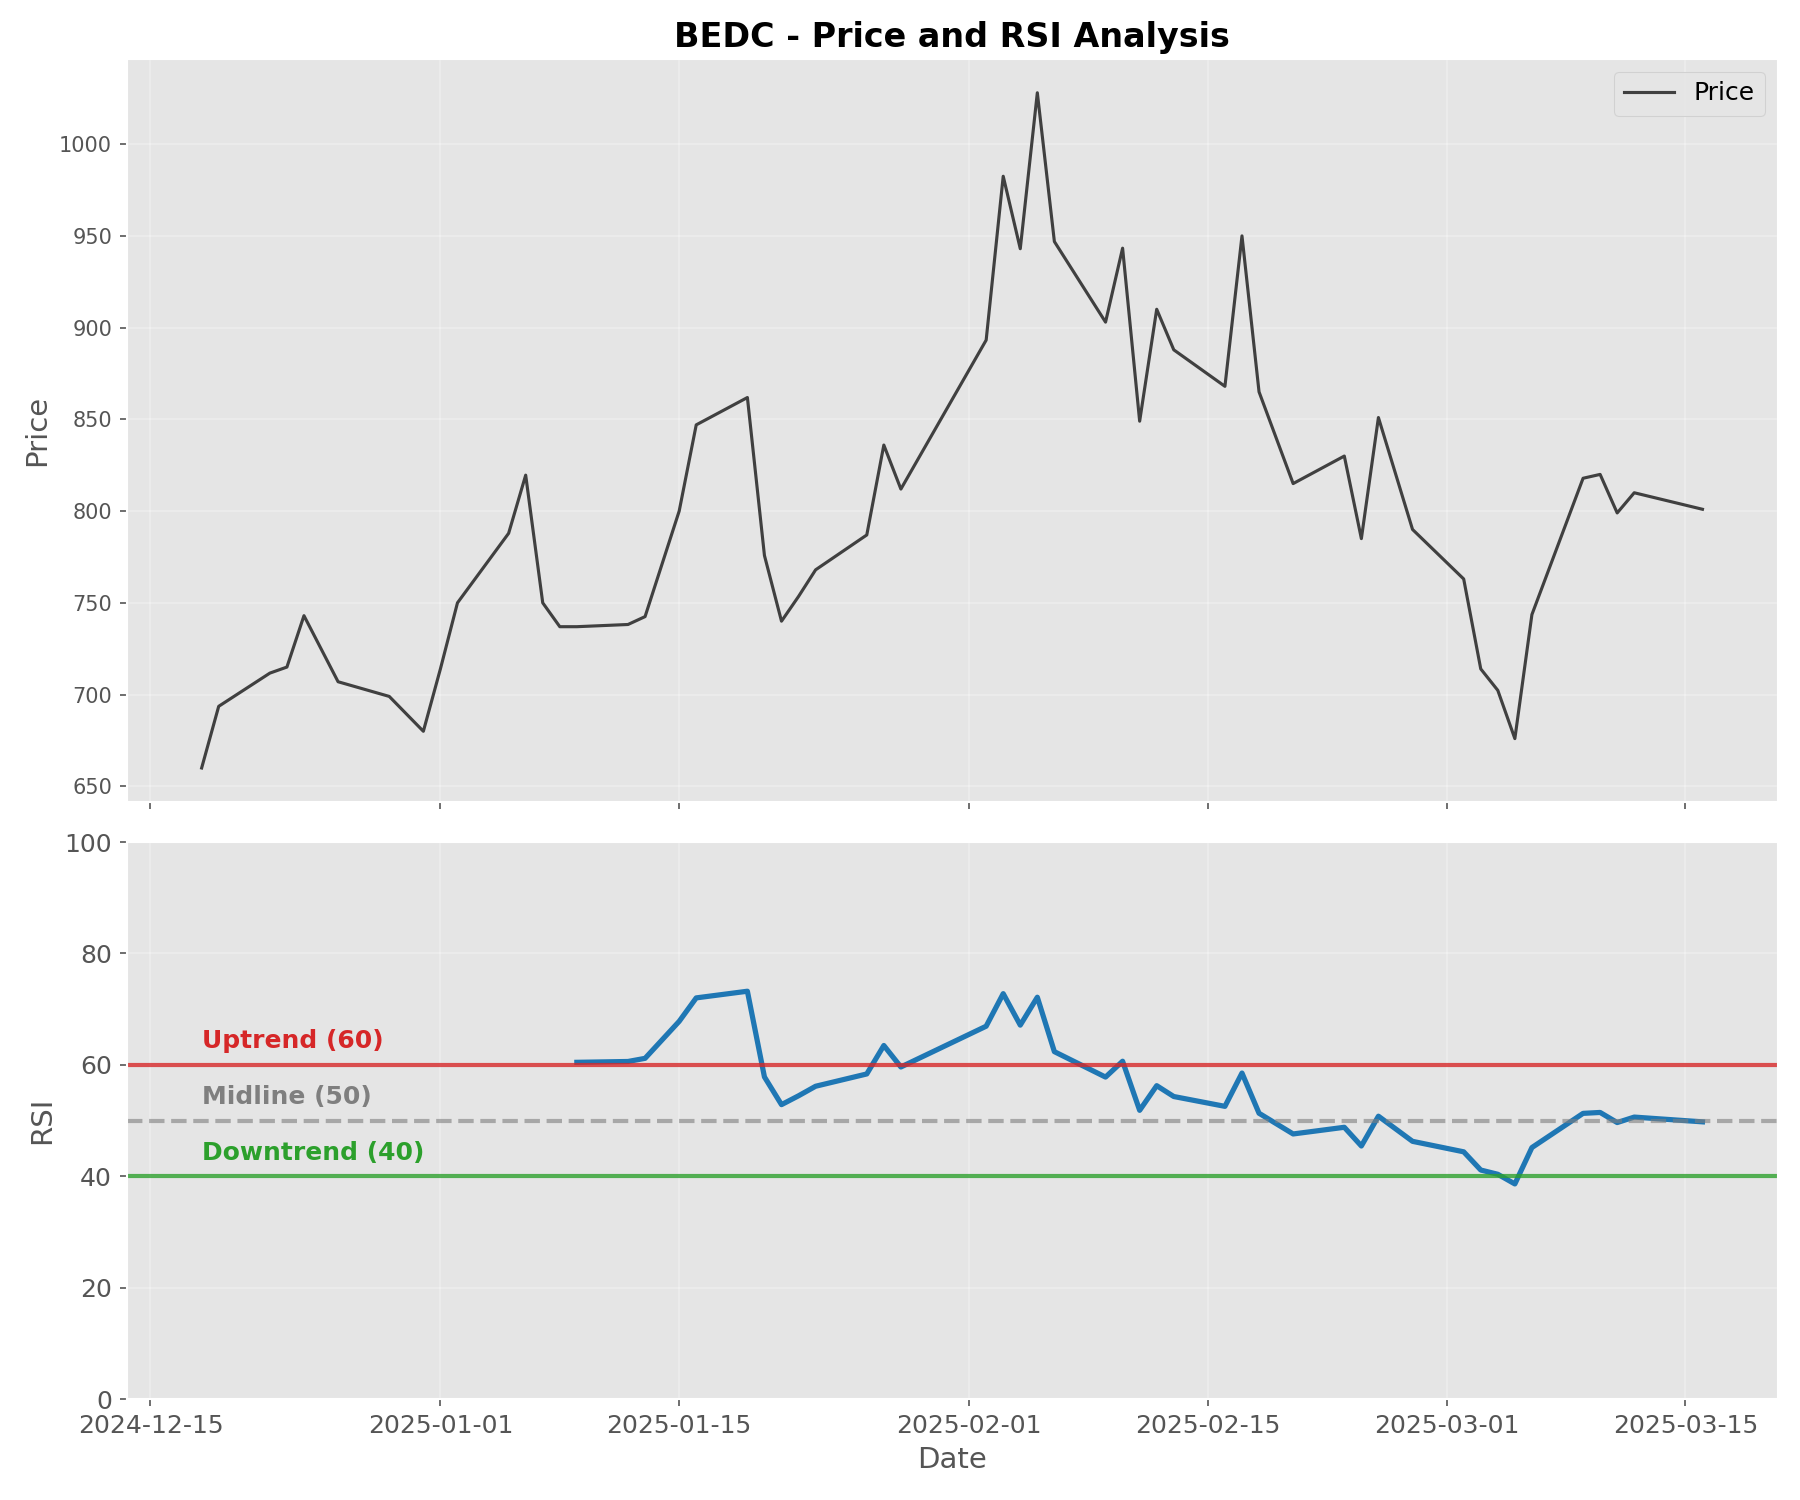 BEDC - Price and RSI Analysis
Price
1000
950
900
850
800
750
700
650
Price
100
80
60
40
20
0
RSI
Uptrend (60)
Midline (50)
Downtrend (40)
2024-12-15
2025-01-01
2025-01-15
2025-02-01
2025-02-15
2025-03-01
2025-03-15
Date